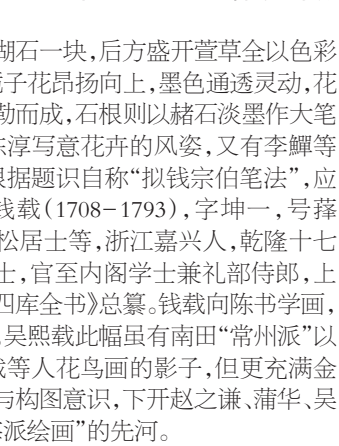 湖石一块，后方盛开萱草全以色彩
子花昂扬向上，墨色通透灵动，花
勒而成，石根则以赭石淡墨作大笔
淳写意花卉的风姿，又有李鱓等
根据题识自称“拟钱宗伯笔法”，应
钱载(1708-1793)，字坤一，号萚
松居士等，浙江嘉兴人，乾隆十七
士，官至内阁学士兼礼部侍郎，上
四库全书》总纂。钱载向陈书学画，
吴熙载此幅虽有南田“常州派”以
等人花鸟画的影子，但更充满金
与构图意识，下开赵之谦、蒲华、吴
派绘画”的先河。